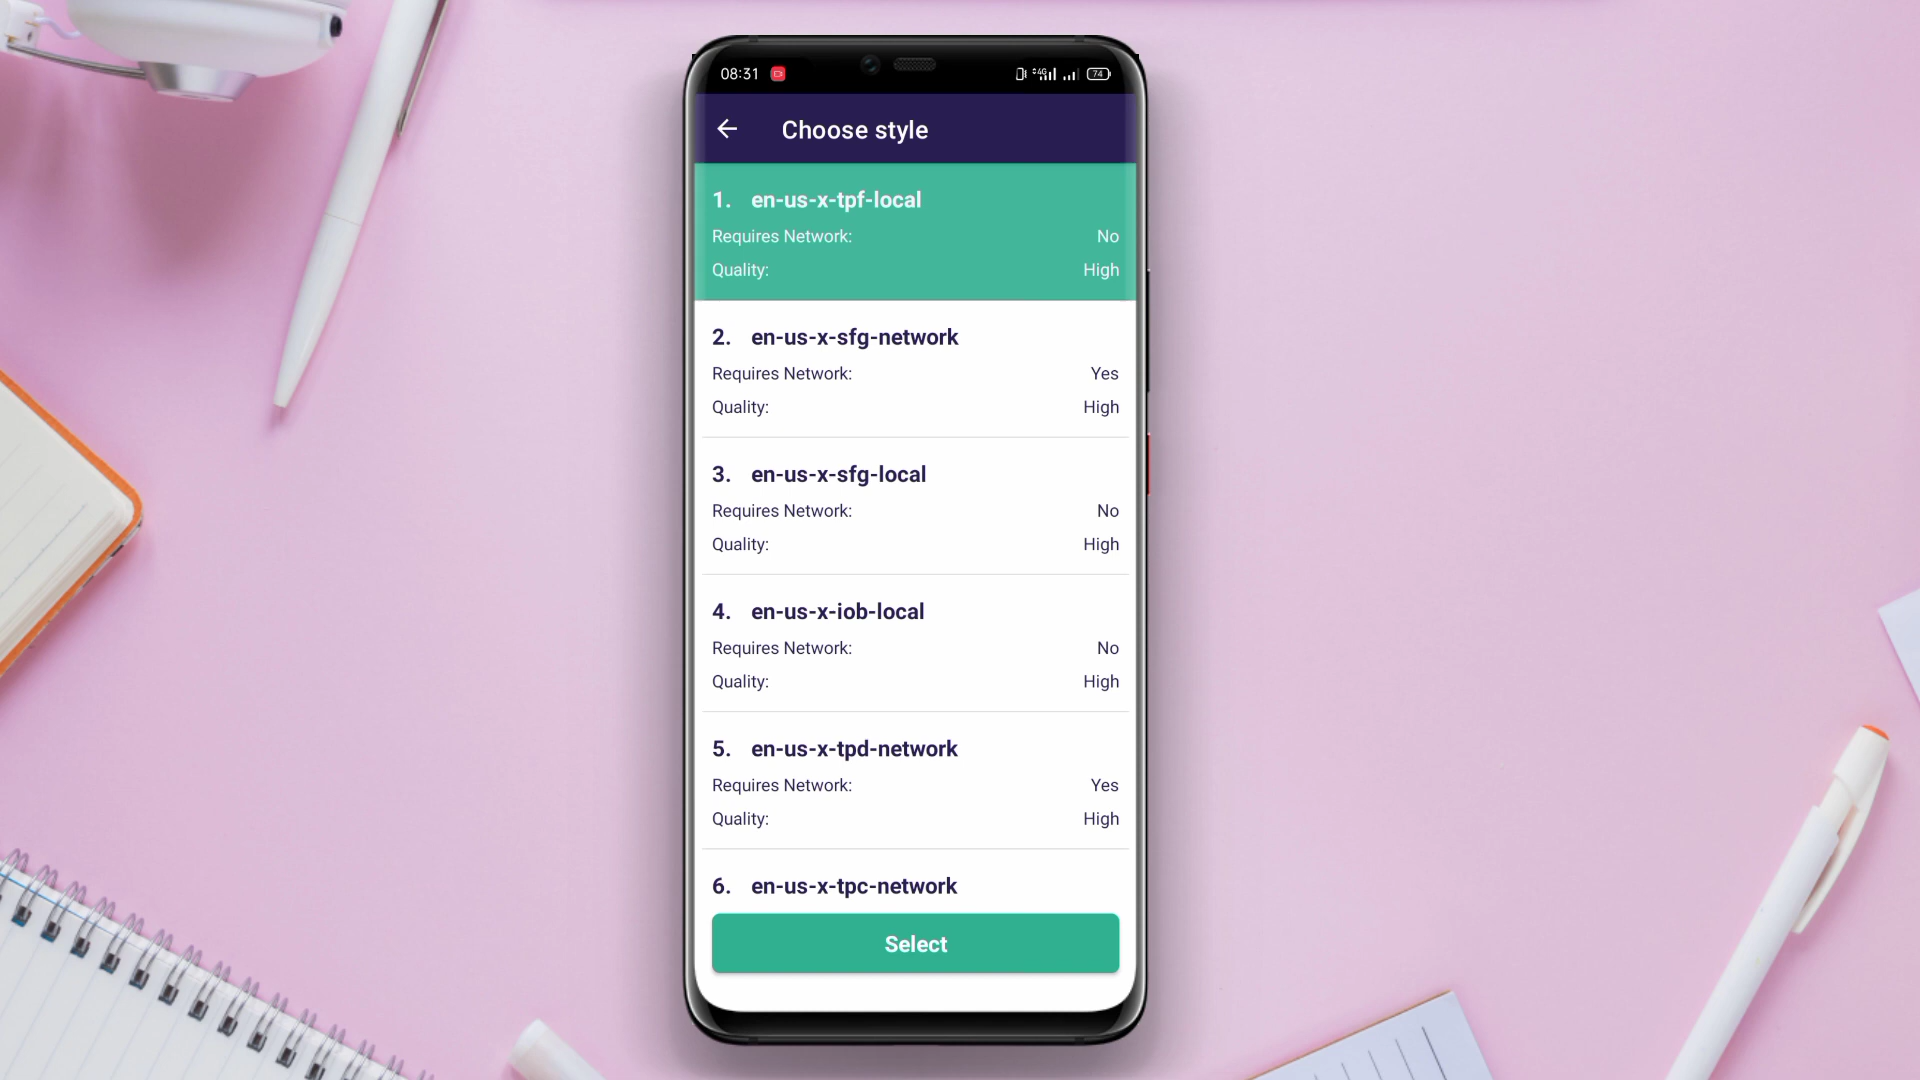 08:31 4G 74
Choose style
1. en-us-x-tpf-local
Requires Network: No
Quality: High
2. en-us-x-sfg-network
Requires Network: Yes
Quality: High
3. en-us-x-sfg-local
Requires Network: No
Quality: High
4. en-us-x-iob-local
Requires Network: No
Quality: High
5. en-us-x-tpd-network
Requires Network: Yes
Quality: High
6. en-us-x-tpc-network
Select